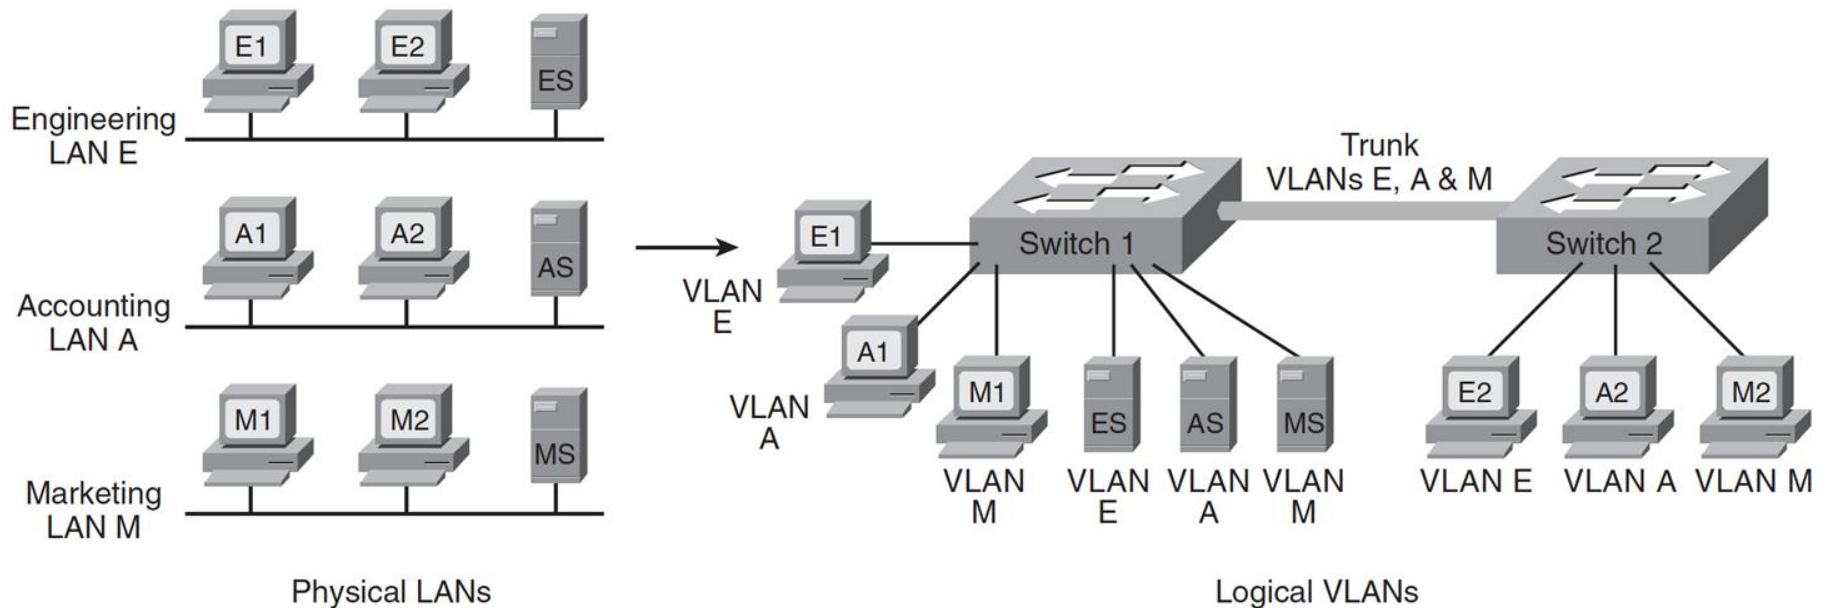 E1
E2
ES
Engineering
LAN E
A1
A2
AS
Accounting
LAN A
M1
M2
MS
Marketing
LAN M
Physical LANs
Trunk
VLANs E, A & M
Switch 1
Switch 2
E1
VLAN
E
A1
VLAN
A
M1
VLAN
M
ES
VLAN
E
AS
VLAN
A
MS
VLAN
M
E2
VLAN E
A2
VLAN A
M2
VLAN M
Logical VLANs